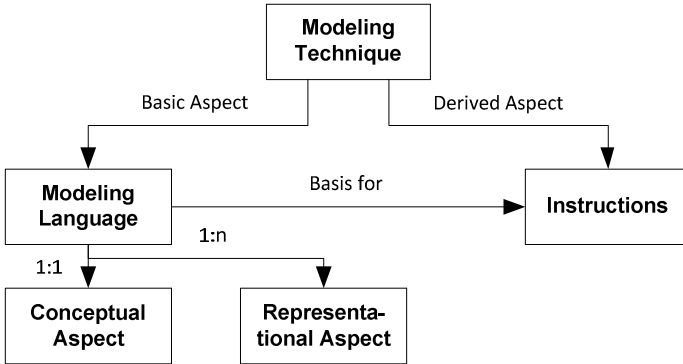 Modeling
Technique
Basic Aspect
Derived Aspect
Modeling
Language
Basis for
Instructions
1:n
1:1
Conceptual
Aspect
Representa-
tional Aspect